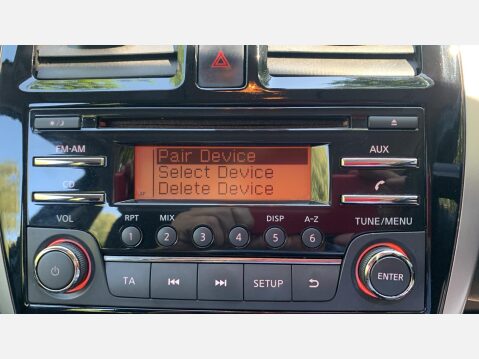 FM-AM
AUX
CD
Pair Device
Select Device
Delete Device
VOL
RPT
MIX
DISP
A-Z
TUNE/MENU
1
2
3
4
5
6
ENTER
TA
SETUP